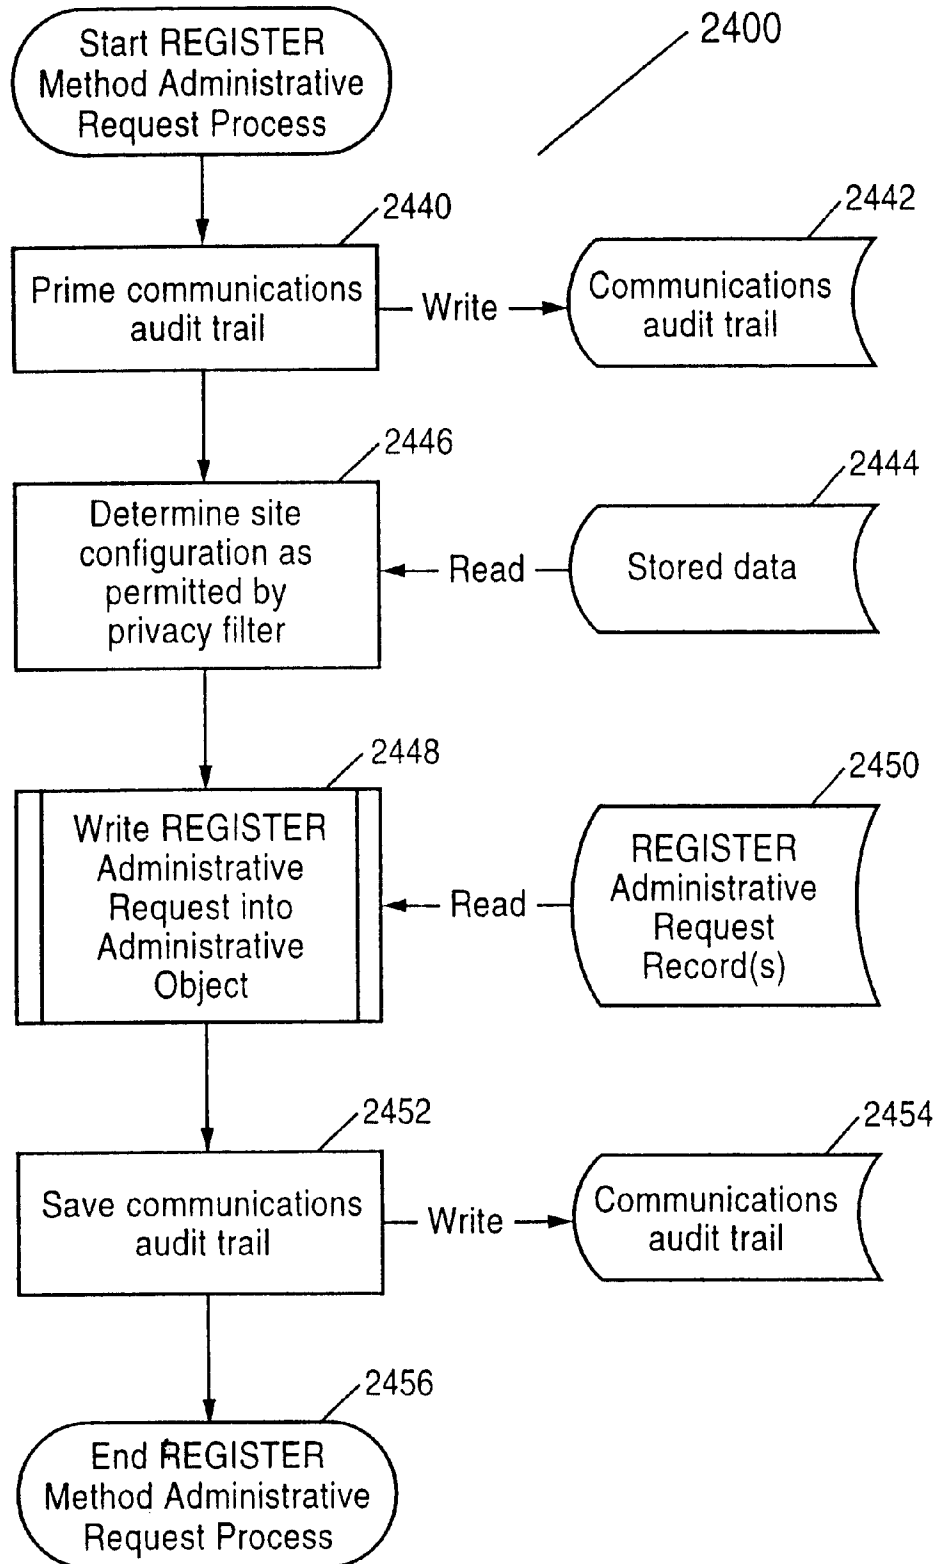 Start REGISTER
Method Administrative
Request Process
2400
2440
Prime communications
audit trail
Write
2442
Communications
audit trail
2446
Determine site
configuration as
permitted by
privacy filter
Read
2444
Stored data
2448
Write REGISTER
Administrative
Request into
Administrative
Object
Read
2450
REGISTER
Administrative
Request
Record(s)
2452
Save communications
audit trail
Write
2454
Communications
audit trail
2456
End REGISTER
Method Administrative
Request Process